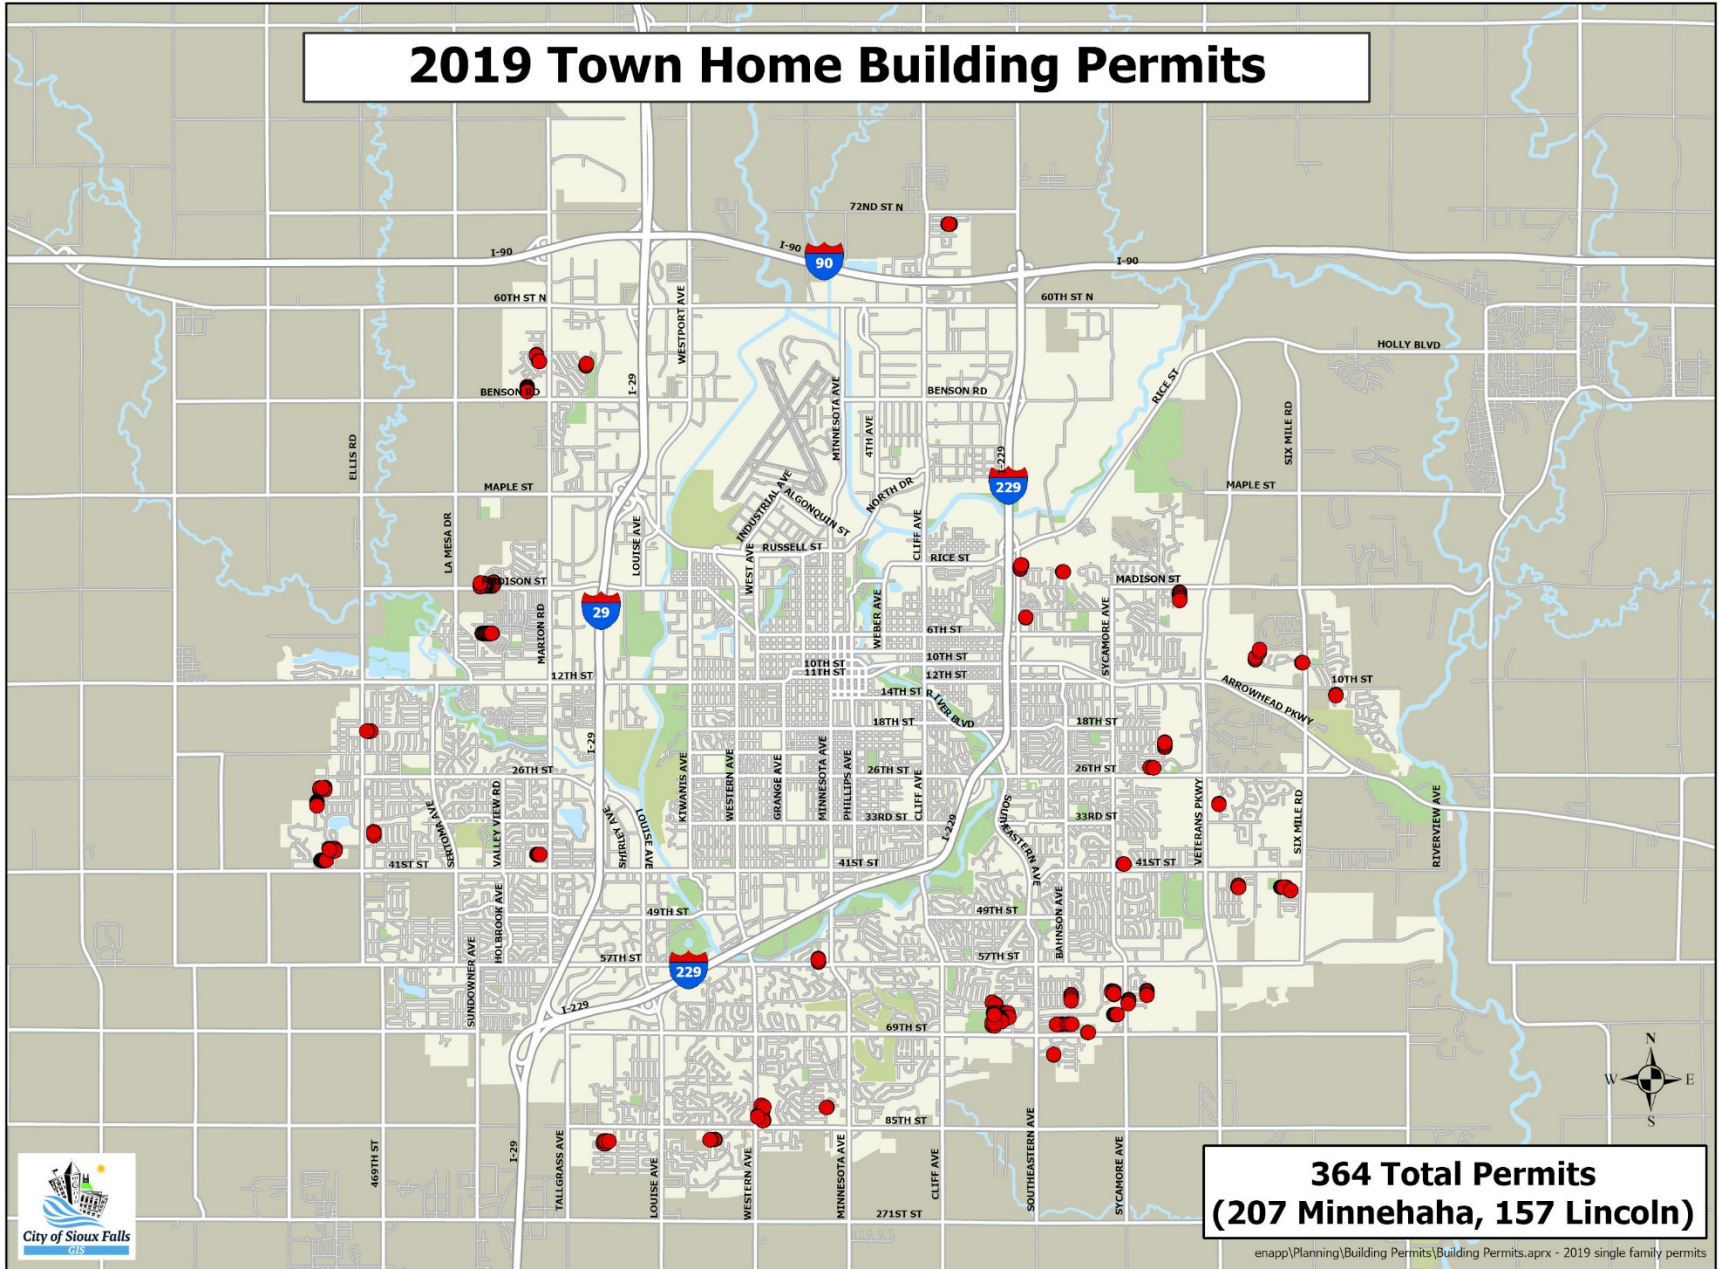 2019 Town Home Building Permits
72ND ST N
I-90
I-90
90
I-90
60TH ST N
60TH ST N
WESTPORT AVE
HOLLY BLVD
I-29
BENSON RD
BENSON RD
MINNESOTA AVE
4TH AVE
RICE ST
ELLIS RD
SIX MILE RD
I-229
229
MAPLE ST
MAPLE ST
INDUSTRIAL AVE
ALGONQUIN ST
NORTH DR
LA MESA DR
LOUISE AVE
CLIFF AVE
RUSSELL ST
WEST AVE
RICE ST
MADISON ST
29
WEBER AVE
SYCAMORE AVE
MARION RD
6TH ST
10TH ST
11TH ST
10TH ST
12TH ST
12TH ST
10TH ST
ARROWHEAD PKWY
14TH ST
RIVER BLVD
18TH ST
18TH ST
I-29
26TH ST
26TH ST
26TH ST
KIWANIS AVE
WESTERN AVE
GRANGE AVE
MINNESOTA AVE
PHILLIPS AVE
CLIFF AVE
SERTOMA AVE
VALLEY VIEW RD
SHIRLEY AVE
LOUISE AVE
33RD ST
33RD ST
I-229
SOUTHEASTERN AVE
VETERANS PKWY
SIX MILE RD
RIVERVIEW AVE
41ST ST
41ST ST
41ST ST
HOLBROOK AVE
49TH ST
49TH ST
BAHNSON AVE
SUNDOWNER AVE
57TH ST
57TH ST
229
I-229
69TH ST
N
W E
S
85TH ST
469TH ST
I-29
TALLGRASS AVE
LOUISE AVE
WESTERN AVE
MINNESOTA AVE
CLIFF AVE
SOUTHEASTERN AVE
SYCAMORE AVE
271ST ST
City of Sioux Falls
GIS
364 Total Permits
(207 Minnehaha, 157 Lincoln)
enapp\Planning\Building Permits\Building Permits.aprx - 2019 single family permits